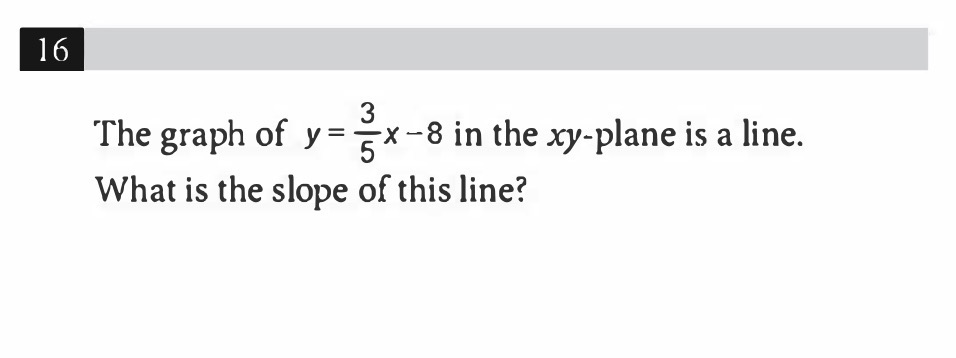 16
The graph of y = 3/5 x – 8 in the xy-plane is a line.
What is the slope of this line?